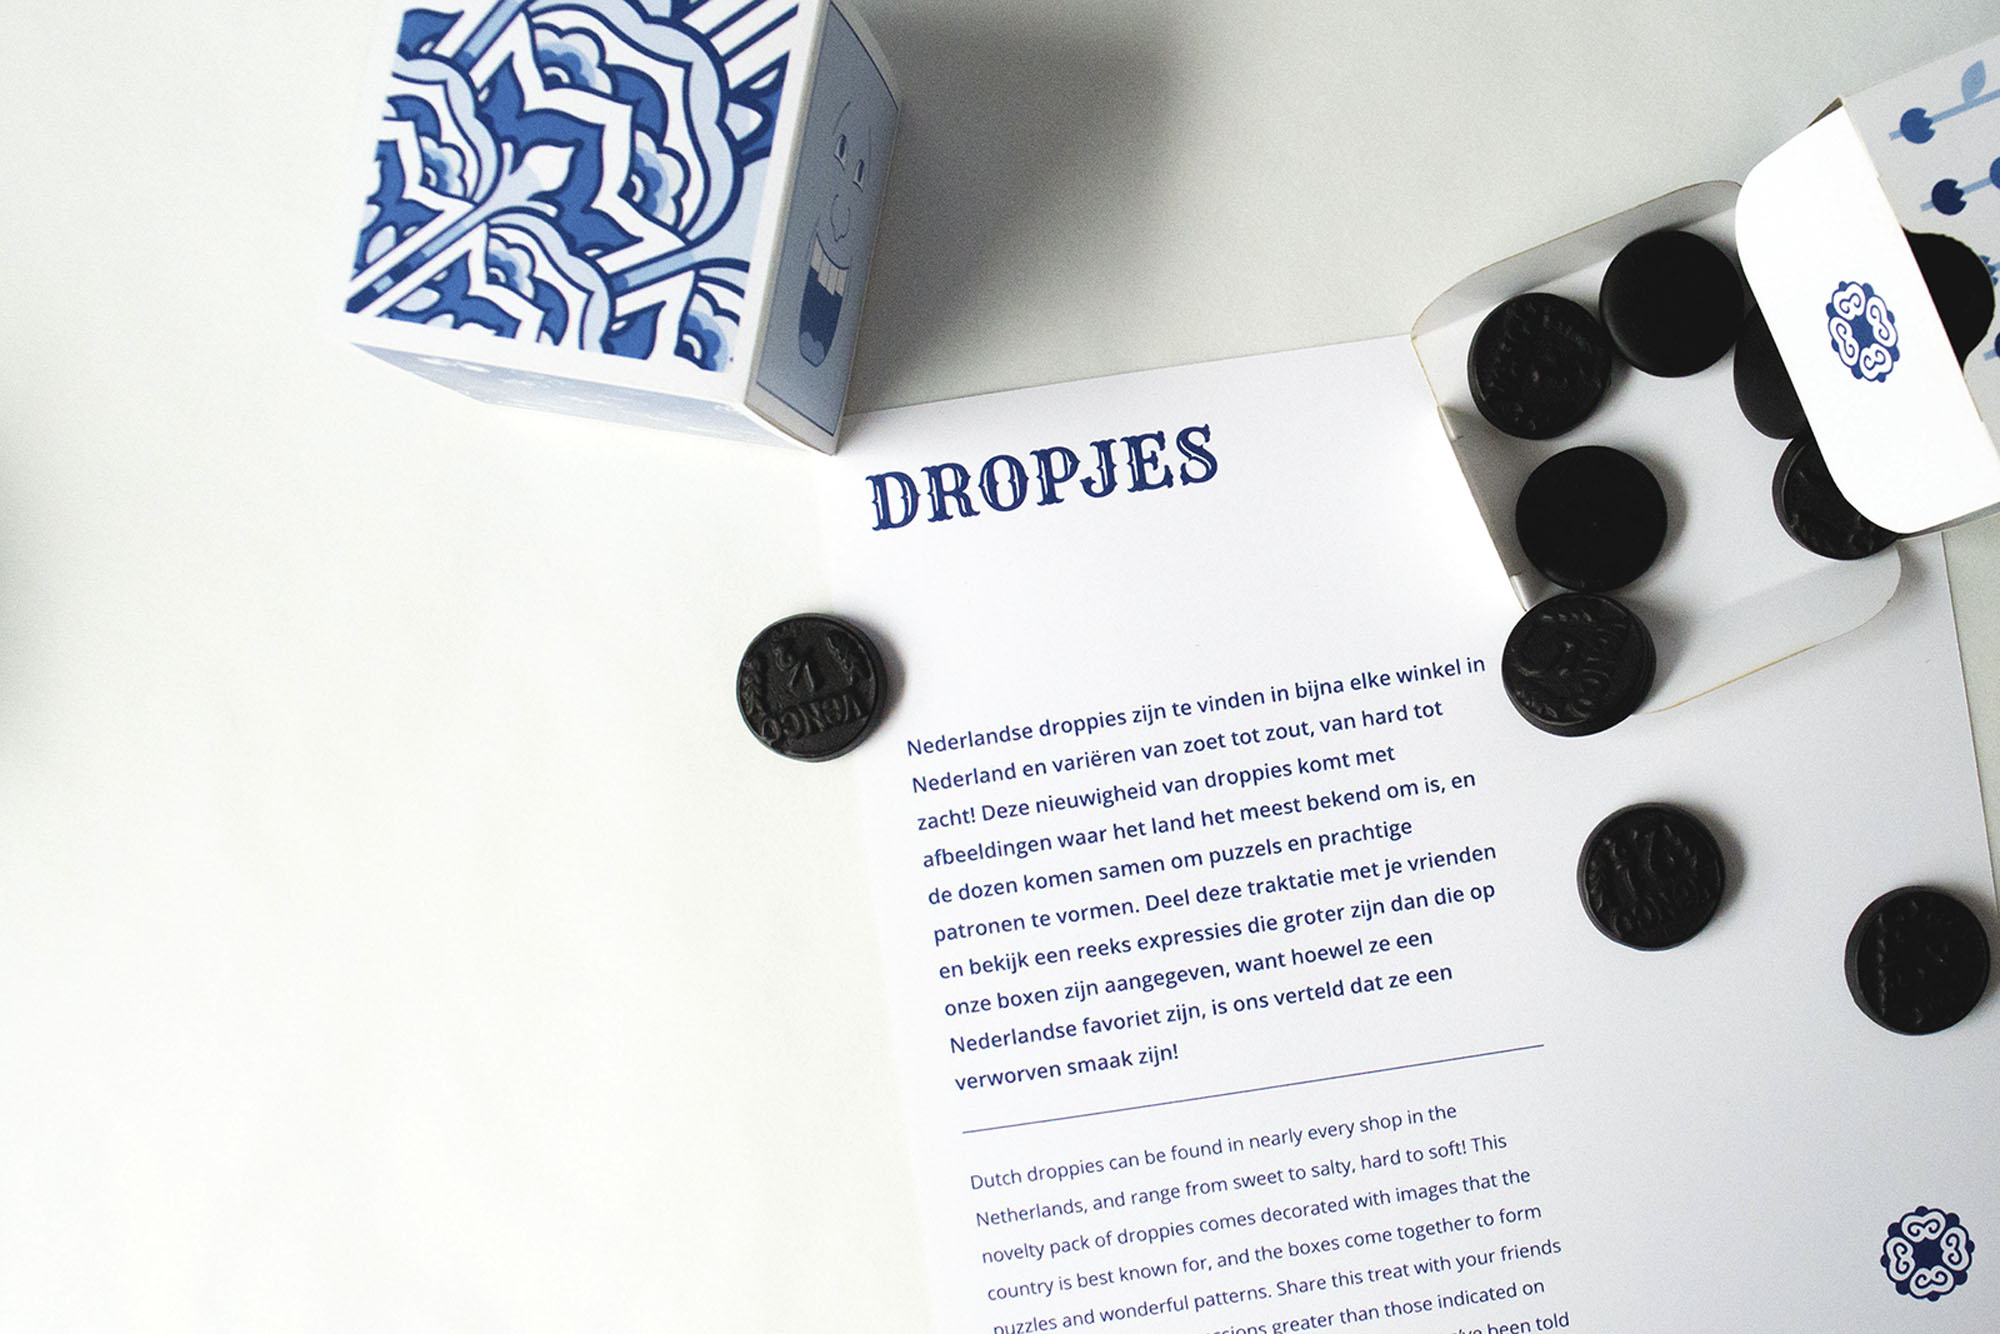 DROPJES
Nederlandse droppies zijn te vinden in bijna elke winkel in
Nederland en variëren van zoet tot zout, van hard tot
zacht! Deze nieuwigheid van droppies komt met
afbeeldingen waar het land het meest bekend om is, en
de dozen komen samen om puzzels en prachtige
patronen te vormen. Deel deze traktatie met je vrienden
en bekijk een reeks expressies die groter zijn dan die op
onze boxen zijn aangegeven, want hoewel ze een
Nederlandse favoriet zijn, is ons verteld dat ze een
verworven smaak zijn!
Dutch droppies can be found in nearly every shop in the
Netherlands, and range from sweet to salty, hard to soft! This
novelty pack of droppies comes decorated with images that the
country is best known for, and the boxes come together to form
puzzles and wonderful patterns. Share this treat with your friends
greater than those indicated on
been told
VENCO